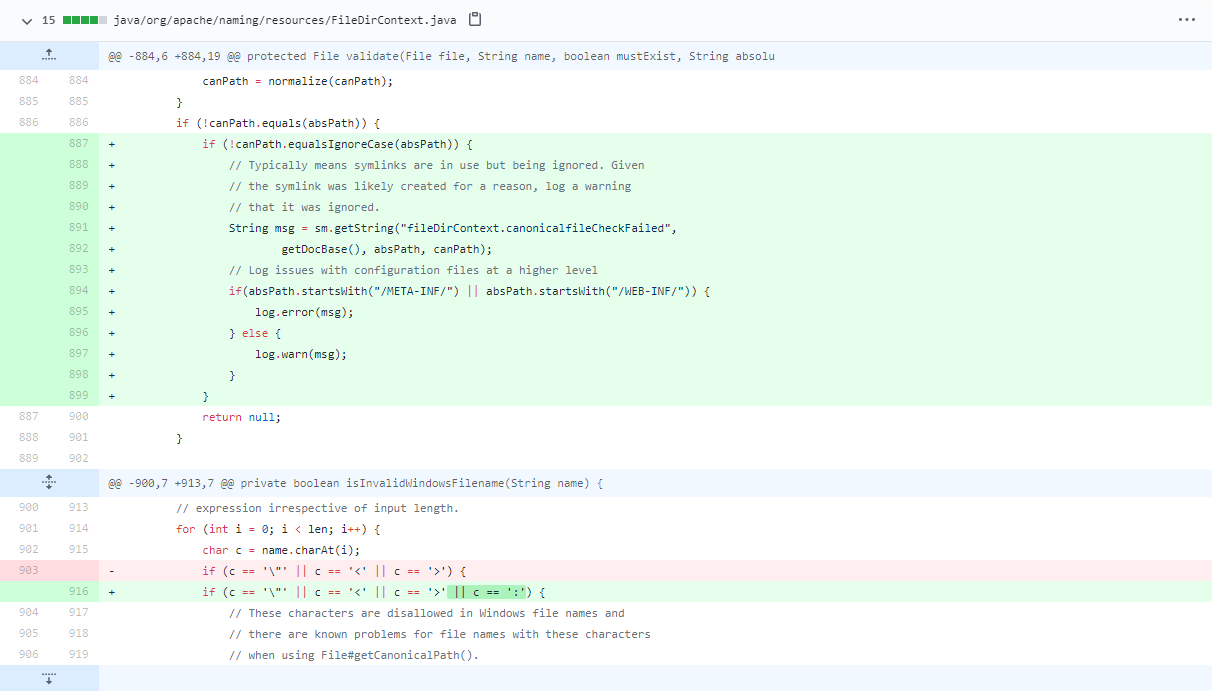 15 java/org/apache/naming/resources/FileDirContext.java
@@ -884,6 +884,19 @@ protected File validate(File file, String name, boolean mustExist, String absolu
884 884 canPath = normalize(canPath);
885 885 }
886 886 if (!canPath.equals(absPath)) {
887 + if (!canPath.equalsIgnoreCase(absPath)) {
888 + // Typically means symlinks are in use but being ignored. Given
889 + // the symlink was likely created for a reason, log a warning
890 + // that it was ignored.
891 + String msg = sm.getString("fileDirContext.canonicalfileCheckFailed",
892 + getDocBase(), absPath, canPath);
893 + // Log issues with configuration files at a higher level
894 + if(absPath.startsWith("/META-INF/") || absPath.startsWith("/WEB-INF/")) {
895 + log.error(msg);
896 + } else {
897 + log.warn(msg);
898 + }
899 + }
887 900 return null;
888 901 }
889 902
@@ -900,7 +913,7 @@ private boolean isInvalidWindowsFilename(String name) {
900 913 // expression irrespective of input length.
901 914 for (int i = 0; i < len; i++) {
902 915 char c = name.charAt(i);
903 - if (c == '\"' || c == '<' || c == '>') {
916 + if (c == '\"' || c == '<' || c == '>' || c == ':') {
904 917 // These characters are disallowed in Windows file names and
905 918 // there are known problems for file names with these characters
906 919 // when using File#getCanonicalPath().